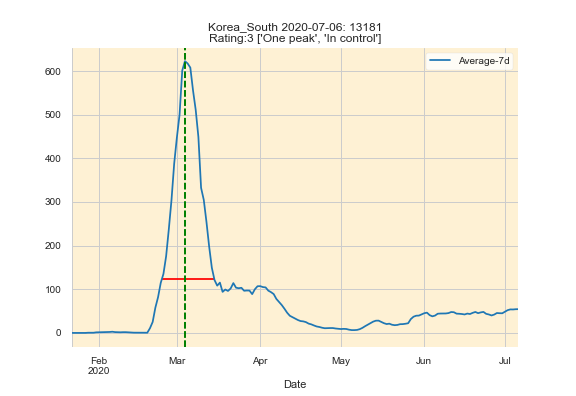 Korea_South 2020-07-06: 13181
Rating:3 ['One peak', 'In control']
Average-7d
600
500
400
300
200
100
0
Feb
2020
Mar
Apr
May
Jun
Jul
Date